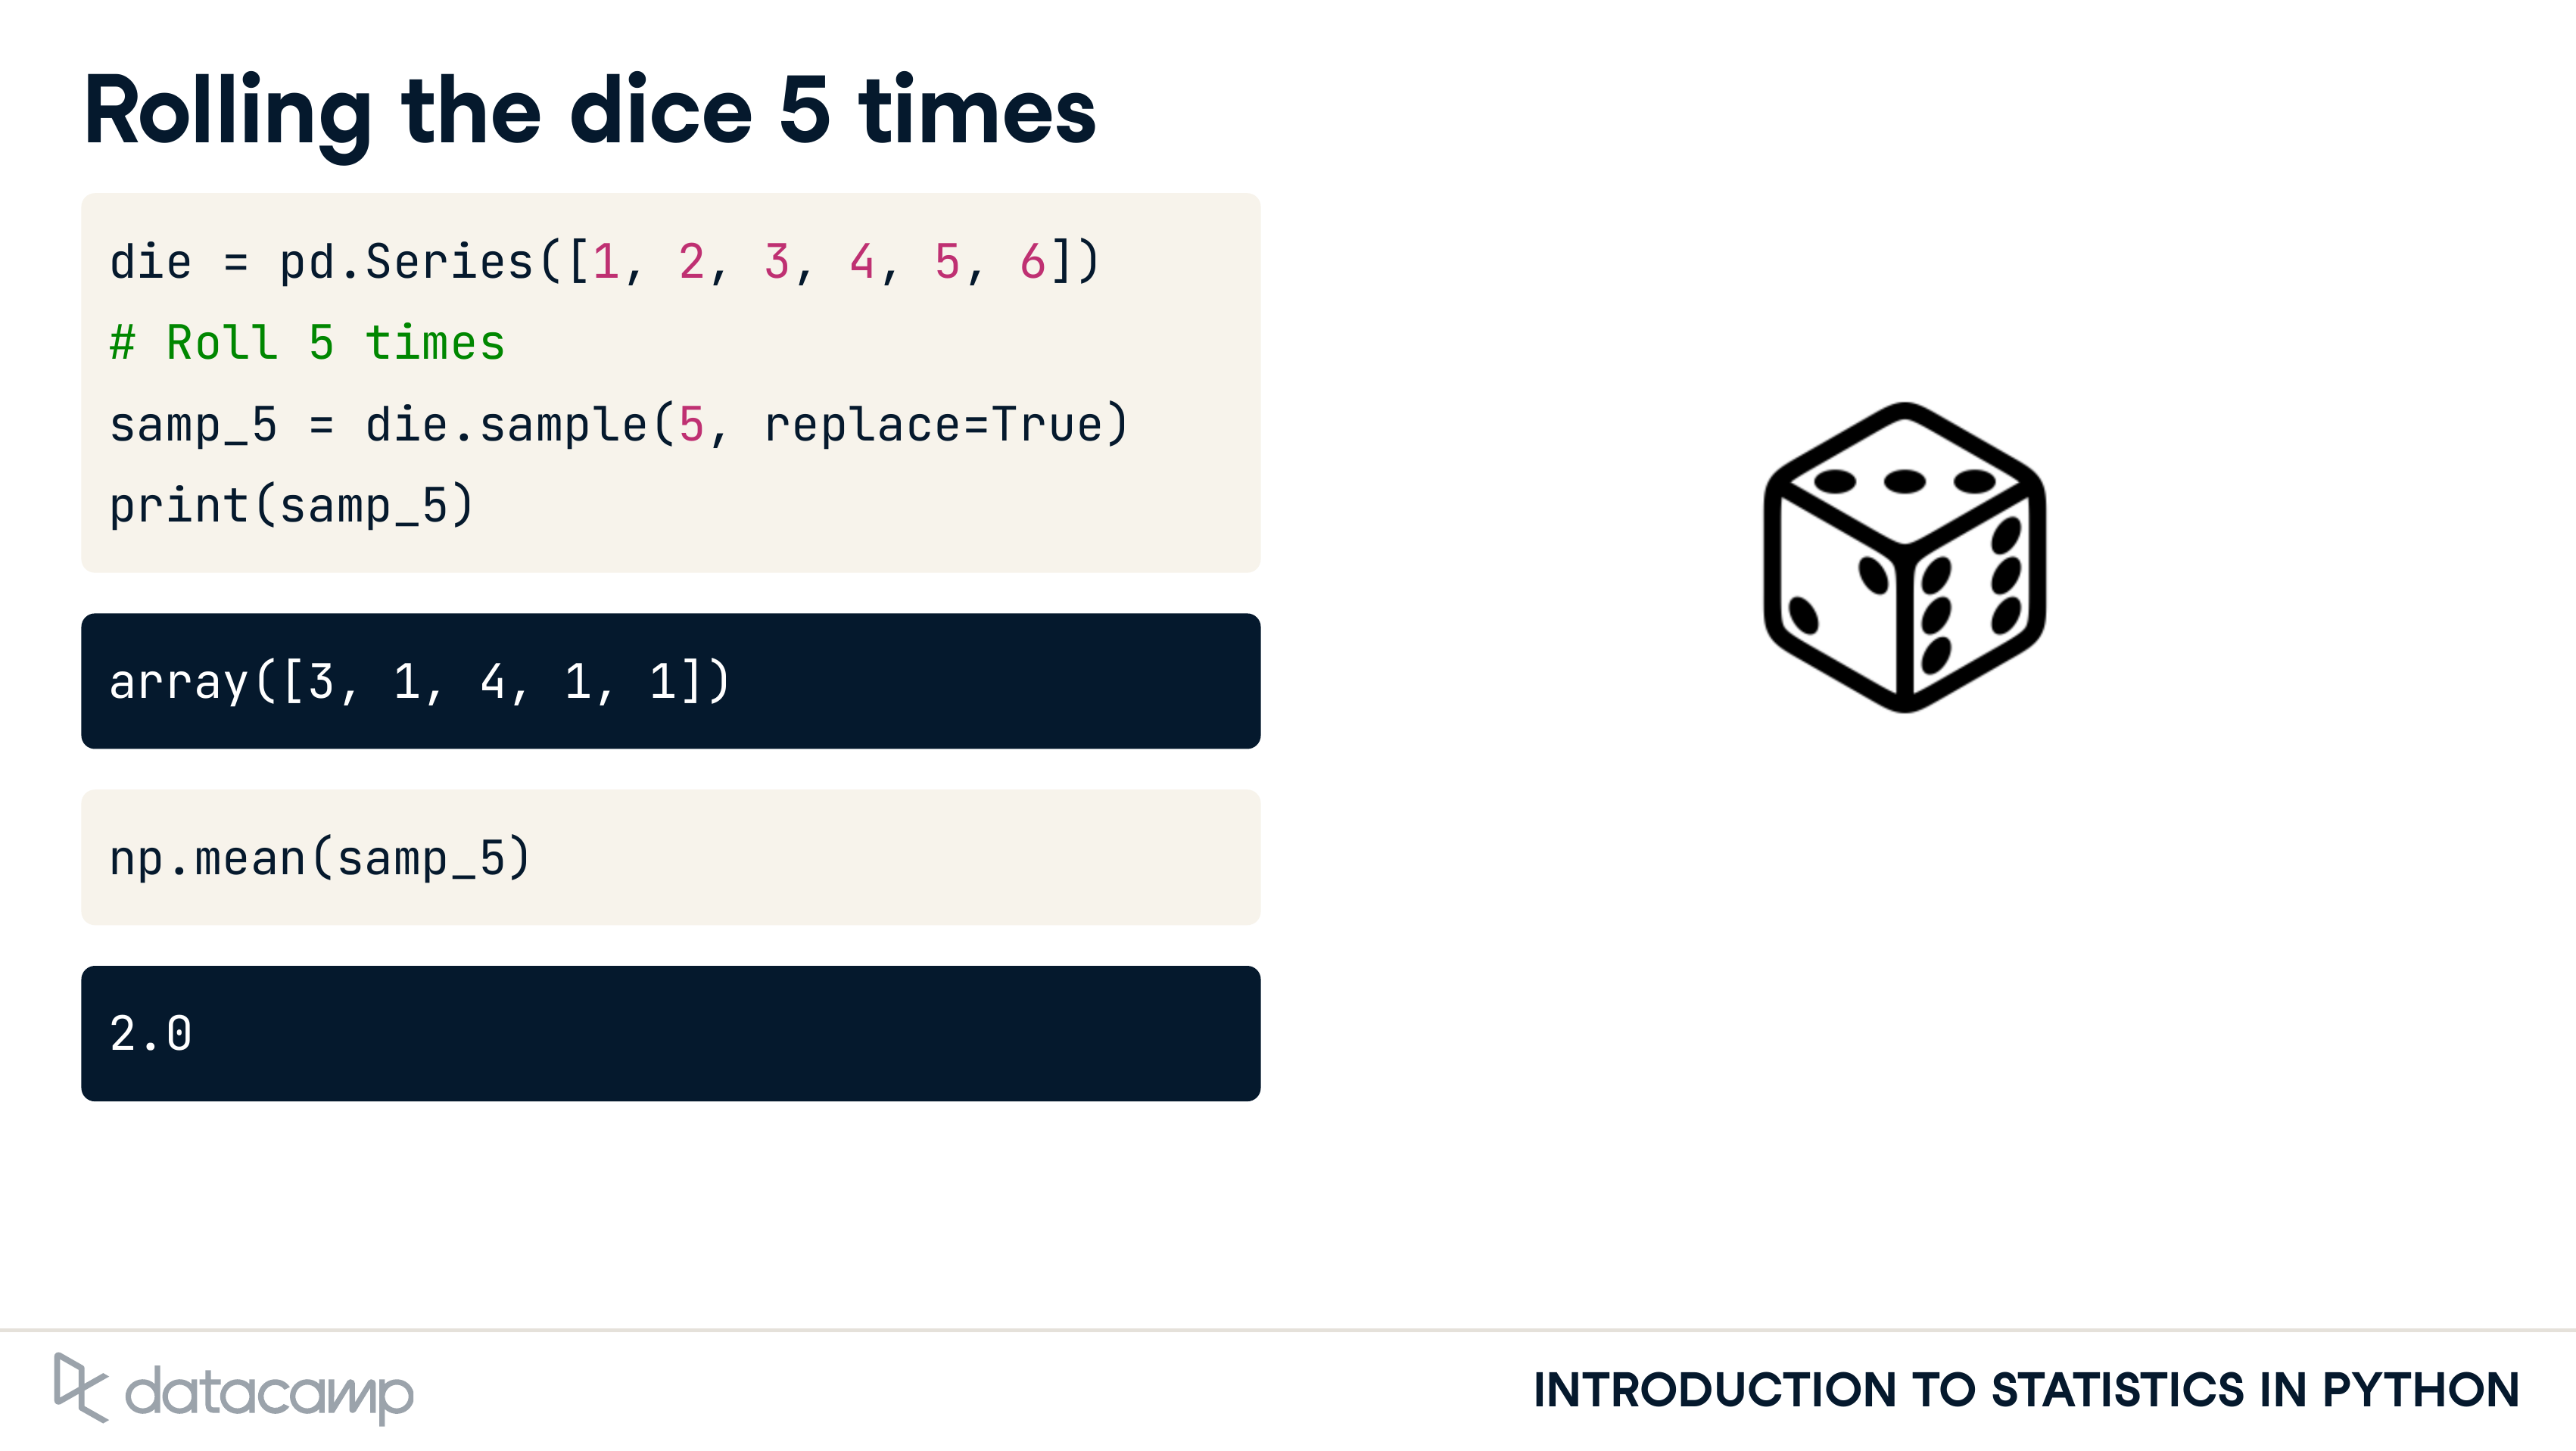 Rolling the dice 5 times
die = pd.Series([1, 2, 3, 4, 5, 6])
# Roll 5 times
samp_5 = die.sample(5, replace=True)
print(samp_5)
array([3, 1, 4, 1, 1])
np.mean(samp_5)
2.0
datacamp
INTRODUCTION TO STATISTICS IN PYTHON